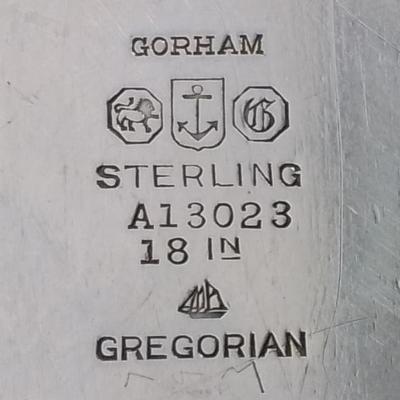 GORHAM
G
STERLING
A13023
18 IN
GREGORIAN